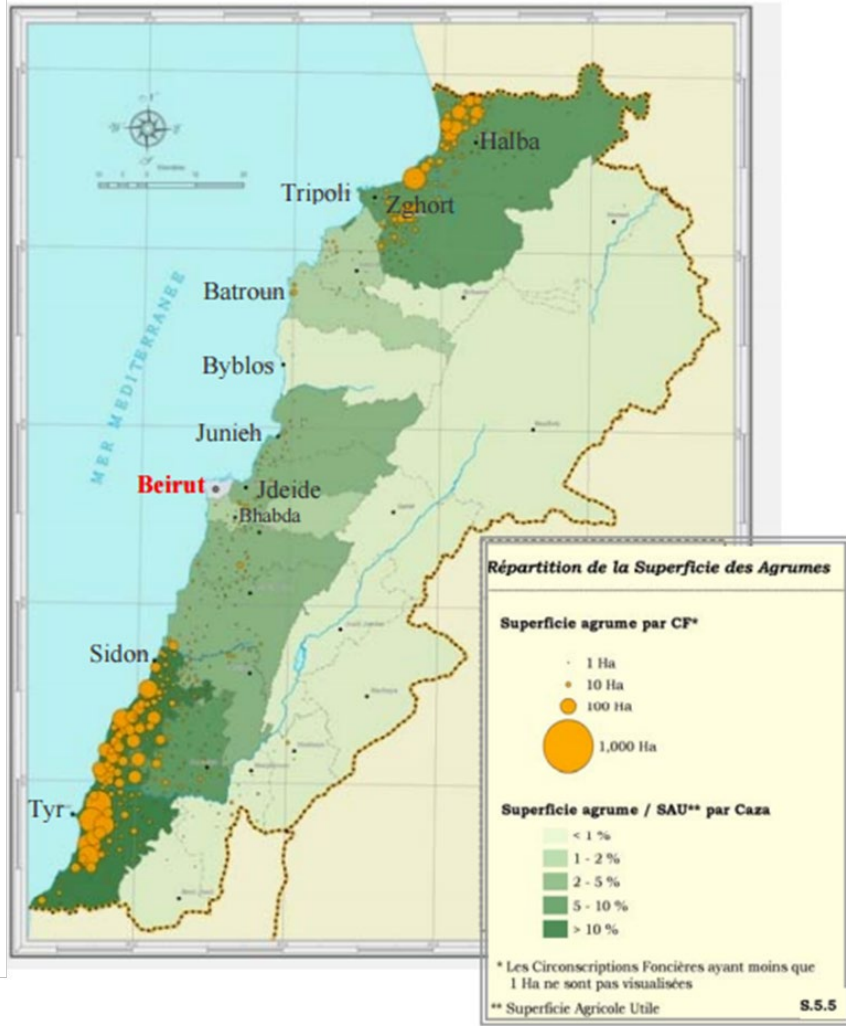 Halba
Tripoli
Zghort
Batroun
MER MEDITERRANEE
Byblos
Junieh
Beirut
Jdeide
Bhabda
Sidon
Tyr
Répartition de la Superficie des Agrumes
Superficie agrume par CF*
1 Ha
10 Ha
100 Ha
1,000 Ha
Superficie agrume / SAU** par Caza
< 1 %
1 - 2 %
2 - 5 %
5 - 10 %
> 10 %
* Les Circonscriptions Foncières ayant moins que
1 Ha ne sont pas visualisées
** Superficie Agricole Utile
S.5.5